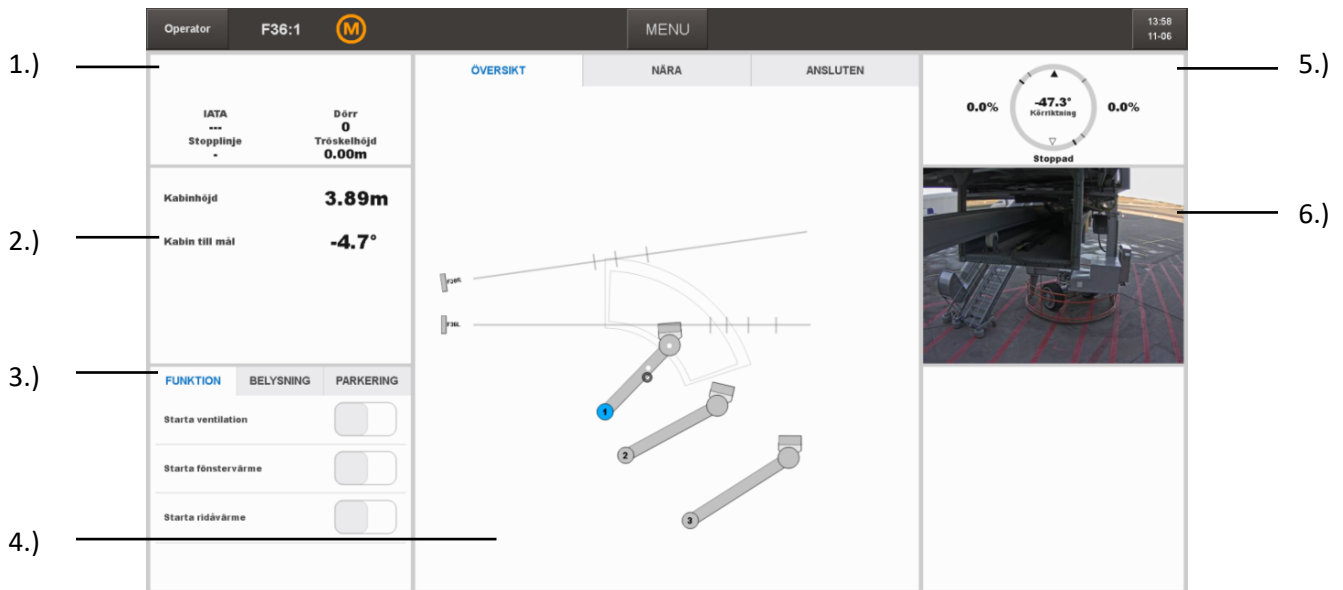 Operator F36:1 M MENU 13:58
11-06
1.)
2.)
3.)
4.)
5.)
6.)
IATA Dörr
--- 0
Stopplinje Tröskelhöjd
- 0.00m
Kabinhöjd 3.89m
Kabin till mål -4.7°
FUNKTION BELYSNING PARKERING
Starta ventilation
Starta fönstervärme
Starta ridåvärme
ÖVERSIKT NÄRA ANSLUTEN
F36L
1
2
3
0.0% -47.3° 0.0%
Körriktning
Stoppad